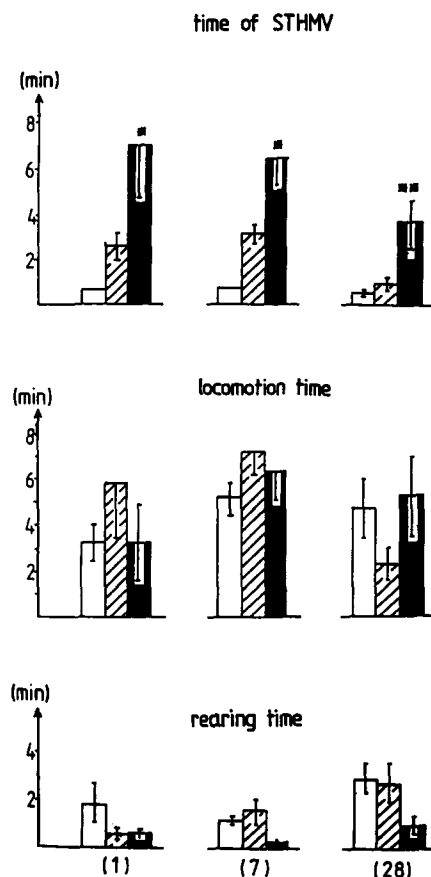 time of STHMV
(min)
8
*
*
6
**
4
2
locomotion time
(min)
8
6
4
2
(min)
rearing time
4
2
(1) (7) (28)